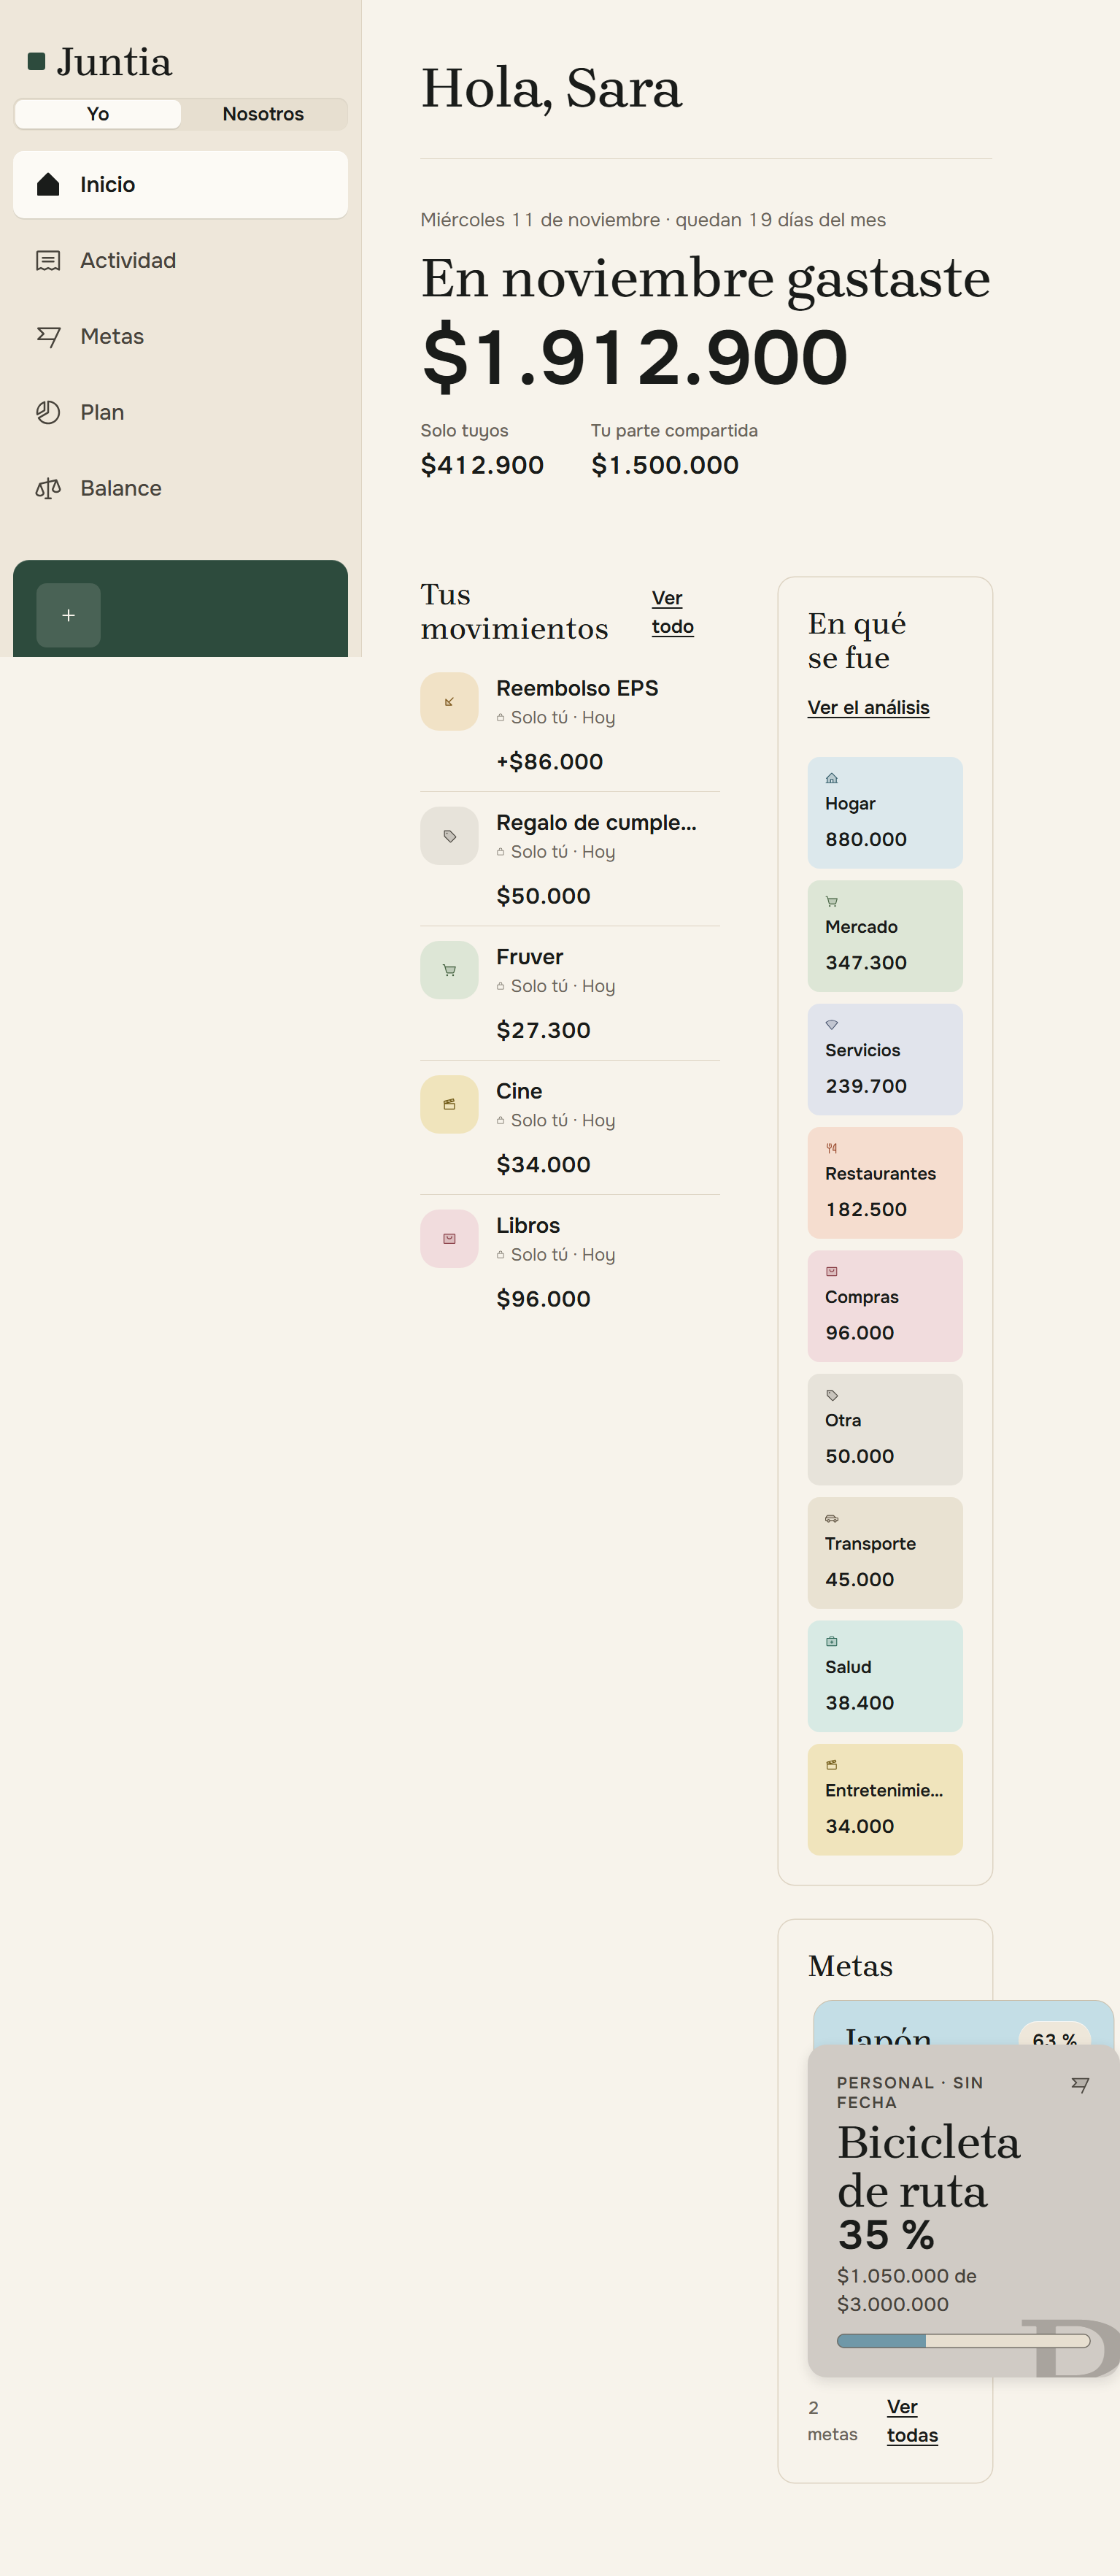 Juntia
Yo
Nosotros
Inicio
Actividad
Metas
Plan
Balance
+
Hola, Sara
Miércoles 11 de noviembre · quedan 19 días del mes
En noviembre gastaste
$1.912.900
Solo tuyos
$412.900
Tu parte compartida
$1.500.000
Tus
movimientos
Ver
todo
Reembolso EPS
Solo tú · Hoy
+$86.000
Regalo de cumple...
Solo tú · Hoy
$50.000
Fruver
Solo tú · Hoy
$27.300
Cine
Solo tú · Hoy
$34.000
Libros
Solo tú · Hoy
$96.000
En qué
se fue
Ver el análisis
Hogar
880.000
Mercado
347.300
Servicios
239.700
Restaurantes
182.500
Compras
96.000
Otra
50.000
Transporte
45.000
Salud
38.400
Entretenimie...
34.000
Metas
Japón
63 %
PERSONAL · SIN
FECHA
Bicicleta
de ruta
35 %
$1.050.000 de
$3.000.000
2
metas
Ver
todas